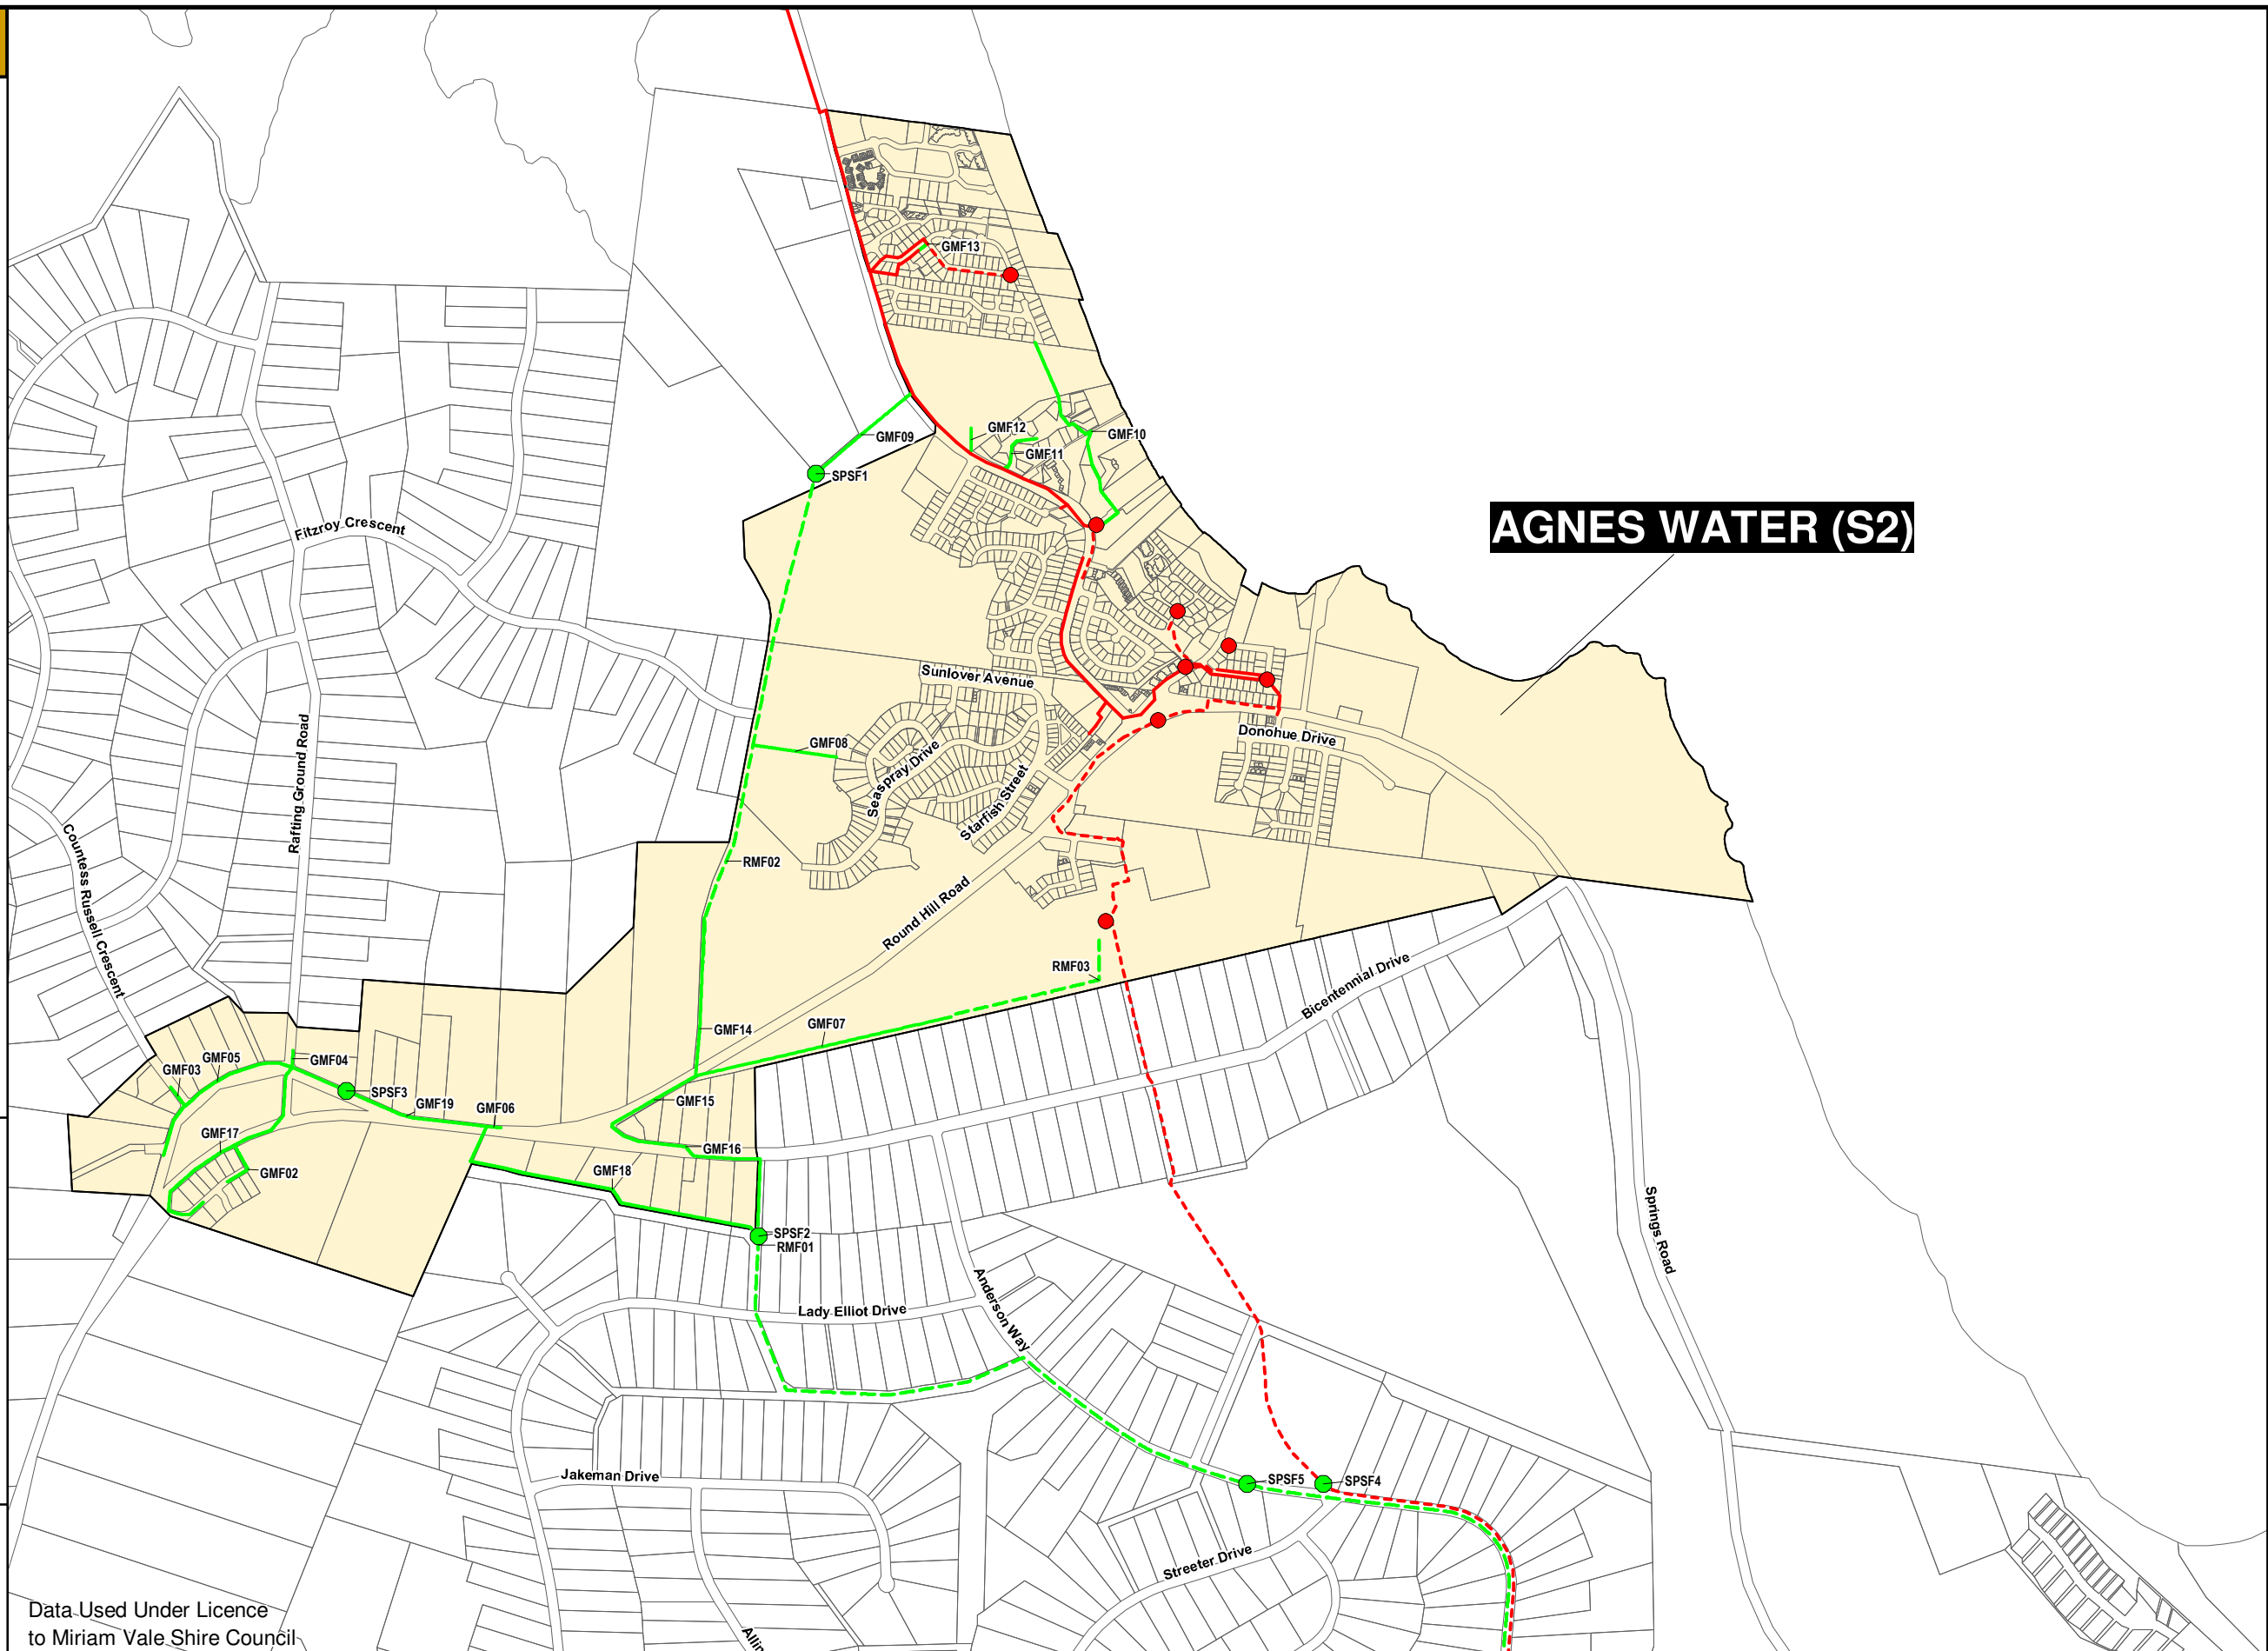 GMF13
GMF12
GMF10
GMF09
GMF11
SPSF1
AGNES WATER (S2)
Fitzroy Crescent
Sunlover Avenue
Rafting Ground Road
GMF08
Donohue Drive
Seaspray Drive
Starfish Street
Countess Russell Crescent
RMF02
Round Hill Road
RMF03
Bicentennial Drive
GMF14
GMF07
GMF05
GMF04
GMF03
SPSF3
GMF19
GMF06
GMF15
GMF17
GMF16
GMF02
GMF18
Springs Road
SPSF2
RMF01
Lady Elliot Drive
Anderson Way
Jakeman Drive
SPSF5
SPSF4
Streeter Drive
Data Used Under Licence
to Miriam Vale Shire Council